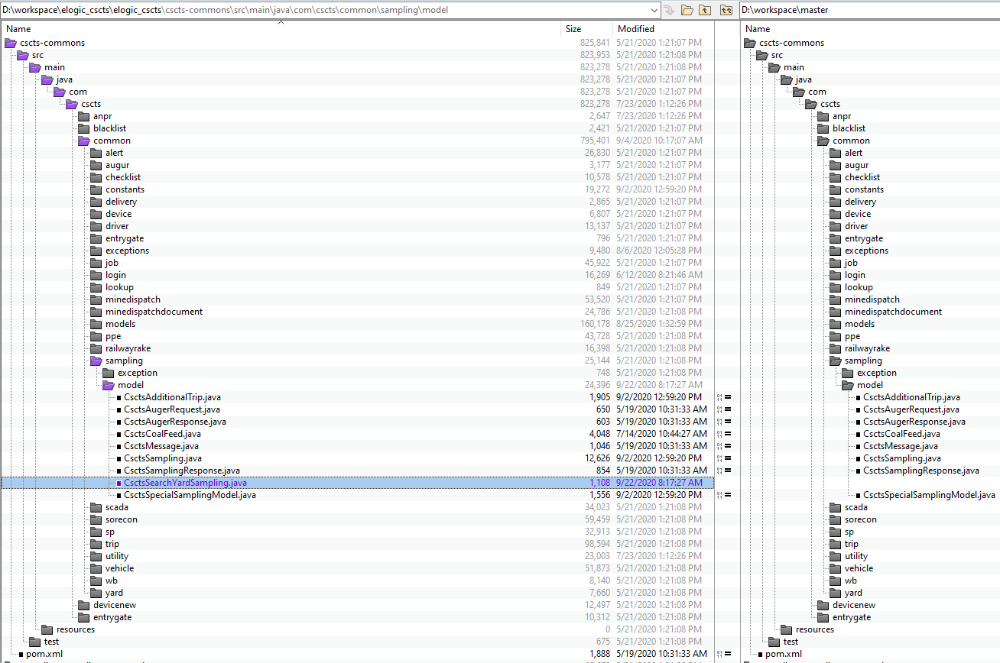 D:\workspace\elogic_cscts\elogic_cscts\cscts-commons\src\main\java\com\cscts\common\sampling\model D:\workspace\master
Name Size Modified Name
cscts-commons 825,841 5/21/2020 1:21:07 PM cscts-commons
src 823,953 5/21/2020 1:21:08 PM src
main 823,278 5/21/2020 1:21:08 PM main
java 823,278 5/21/2020 1:21:07 PM java
com 823,278 5/21/2020 1:21:07 PM com
cscts 823,278 7/23/2020 1:12:26 PM cscts
anpr 2,647 7/23/2020 1:12:26 PM anpr
blacklist 2,421 5/21/2020 1:21:07 PM blacklist
common 795,401 9/4/2020 10:17:07 AM common
alert 26,830 5/21/2020 1:21:07 PM alert
augur 3,177 5/21/2020 1:21:07 PM augur
checklist 10,578 5/21/2020 1:21:07 PM checklist
constants 19,272 9/2/2020 12:59:20 PM constants
delivery 2,865 5/21/2020 1:21:07 PM delivery
device 6,807 5/21/2020 1:21:07 PM device
driver 13,137 5/21/2020 1:21:07 PM driver
entrygate 796 5/21/2020 1:21:07 PM entrygate
exceptions 9,480 8/6/2020 12:05:28 PM exceptions
job 45,922 5/21/2020 1:21:07 PM job
login 16,269 6/12/2020 8:21:46 AM login
lookup 849 5/21/2020 1:21:07 PM lookup
minedispatch 53,520 5/21/2020 1:21:07 PM minedispatch
minedispatchdocument 24,786 5/21/2020 1:21:08 PM minedispatchdocument
models 160,178 8/25/2020 1:32:59 PM models
ppe 43,728 5/21/2020 1:21:08 PM ppe
railwayrake 16,398 5/21/2020 1:21:08 PM railwayrake
sampling 25,144 5/21/2020 1:21:08 PM sampling
exception 748 5/21/2020 1:21:08 PM exception
model 24,396 9/22/2020 8:17:27 AM model
CsctsAdditionalTrip.java 1,905 9/2/2020 12:59:20 PM = CsctsAdditionalTrip.java
CsctsAugerRequest.java 650 5/19/2020 10:31:33 AM = CsctsAugerRequest.java
CsctsAugerResponse.java 603 5/19/2020 10:31:33 AM = CsctsAugerResponse.java
CsctsCoalFeed.java 4,048 7/14/2020 10:44:27 AM = CsctsCoalFeed.java
CsctsMessage.java 1,046 5/19/2020 10:31:33 AM = CsctsMessage.java
CsctsSampling.java 12,626 9/2/2020 12:59:20 PM = CsctsSampling.java
CsctsSamplingResponse.java 854 5/19/2020 10:31:33 AM = CsctsSamplingResponse.java
CsctsSearchYardSampling.java 1,108 9/22/2020 8:17:27 AM
CsctsSpecialSamplingModel.java 1,556 9/2/2020 12:59:20 PM = CsctsSpecialSamplingModel.java
scada 34,023 5/21/2020 1:21:08 PM scada
sorecon 59,459 5/21/2020 1:21:08 PM sorecon
sp 32,913 5/21/2020 1:21:08 PM sp
trip 98,594 5/21/2020 1:21:08 PM trip
utility 23,003 7/23/2020 1:12:26 PM utility
vehicle 51,873 5/21/2020 1:21:08 PM vehicle
wb 8,140 5/21/2020 1:21:08 PM wb
yard 7,660 5/21/2020 1:21:08 PM yard
devicenew 12,497 5/21/2020 1:21:08 PM devicenew
entrygate 10,312 5/21/2020 1:21:08 PM entrygate
resources 0 5/21/2020 1:21:08 PM resources
test 675 5/21/2020 1:21:08 PM test
pom.xml 1,888 5/19/2020 10:31:33 AM = pom.xml